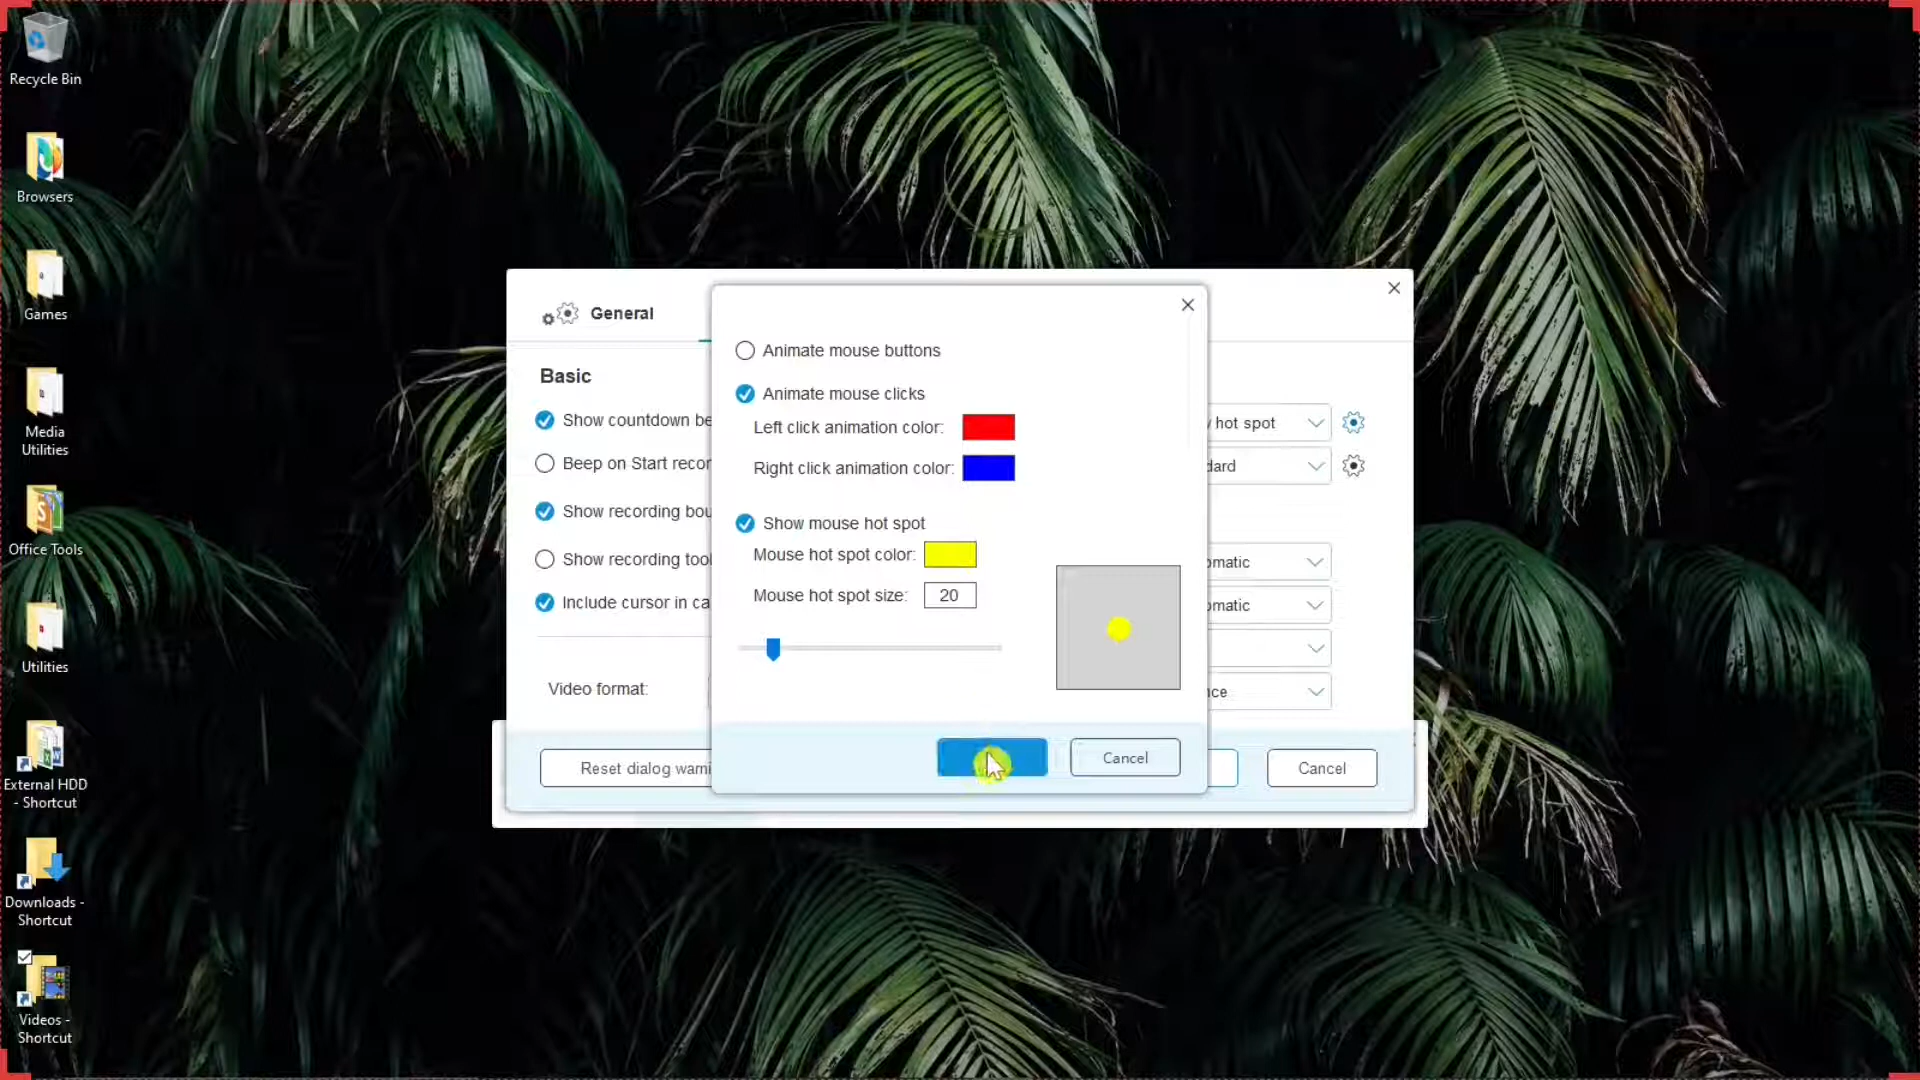 Recycle Bin
Browsers
Games
Media
Utilities
Office Tools
Utilities
External HDD
- Shortcut
Downloads -
Shortcut
Videos -
Shortcut
General
Basic
Show countdown be
Beep on Start recor
Show recording bou
Show recording tool
Include cursor in ca
Video format:
Reset dialog warni
Animate mouse buttons
Animate mouse clicks
Left click animation color:
Right click animation color:
Show mouse hot spot
Mouse hot spot color:
Mouse hot spot size: 20
Cancel
hot spot
dard
omatic
omatic
nce
Cancel